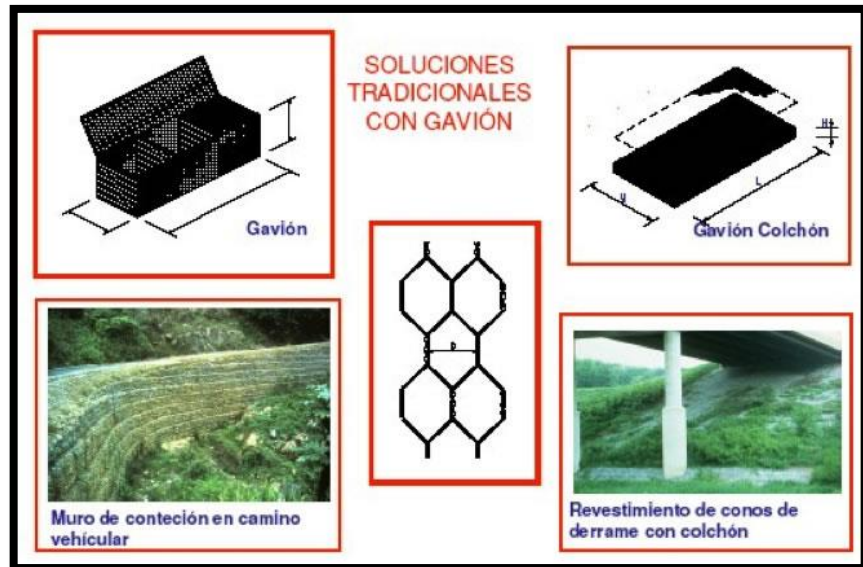 SOLUCIONES
TRADICIONALES
CON GAVIÓN
Gavión
H
L
Gavión Colchón
D
Muro de conteción en camino
vehícular
Revestimiento de conos de
derrame con colchón